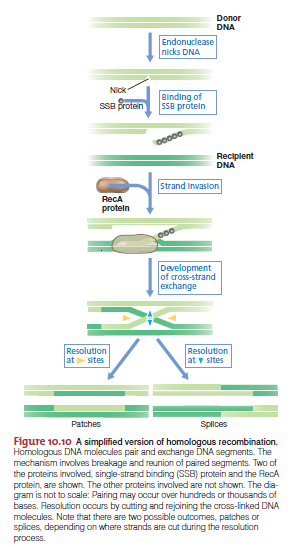 Donor
DNA
Endonuclease
nicks DNA
Nick
SSB protein
Binding of
SSB protein
Recipient
DNA
Strand invasion
RecA
protein
Development
of cross-strand
exchange
Resolution
at ▶ sites
Resolution
at ▼ sites
Patches
Splices
Figure 10.10 A simplified version of homologous recombination.
Homologous DNA molecules pair and exchange DNA segments. The
mechanism involves breakage and reunion of paired segments. Two of
the proteins involved, single-strand binding (SSB) protein and the RecA
protein, are shown. The other proteins involved are not shown. The dia-
gram is not to scale: Pairing may occur over hundreds or thousands of
bases. Resolution occurs by cutting and rejoining the cross-linked DNA
molecules. Note that there are two possible outcomes, patches or
splices, depending on where strands are cut during the resolution
process.